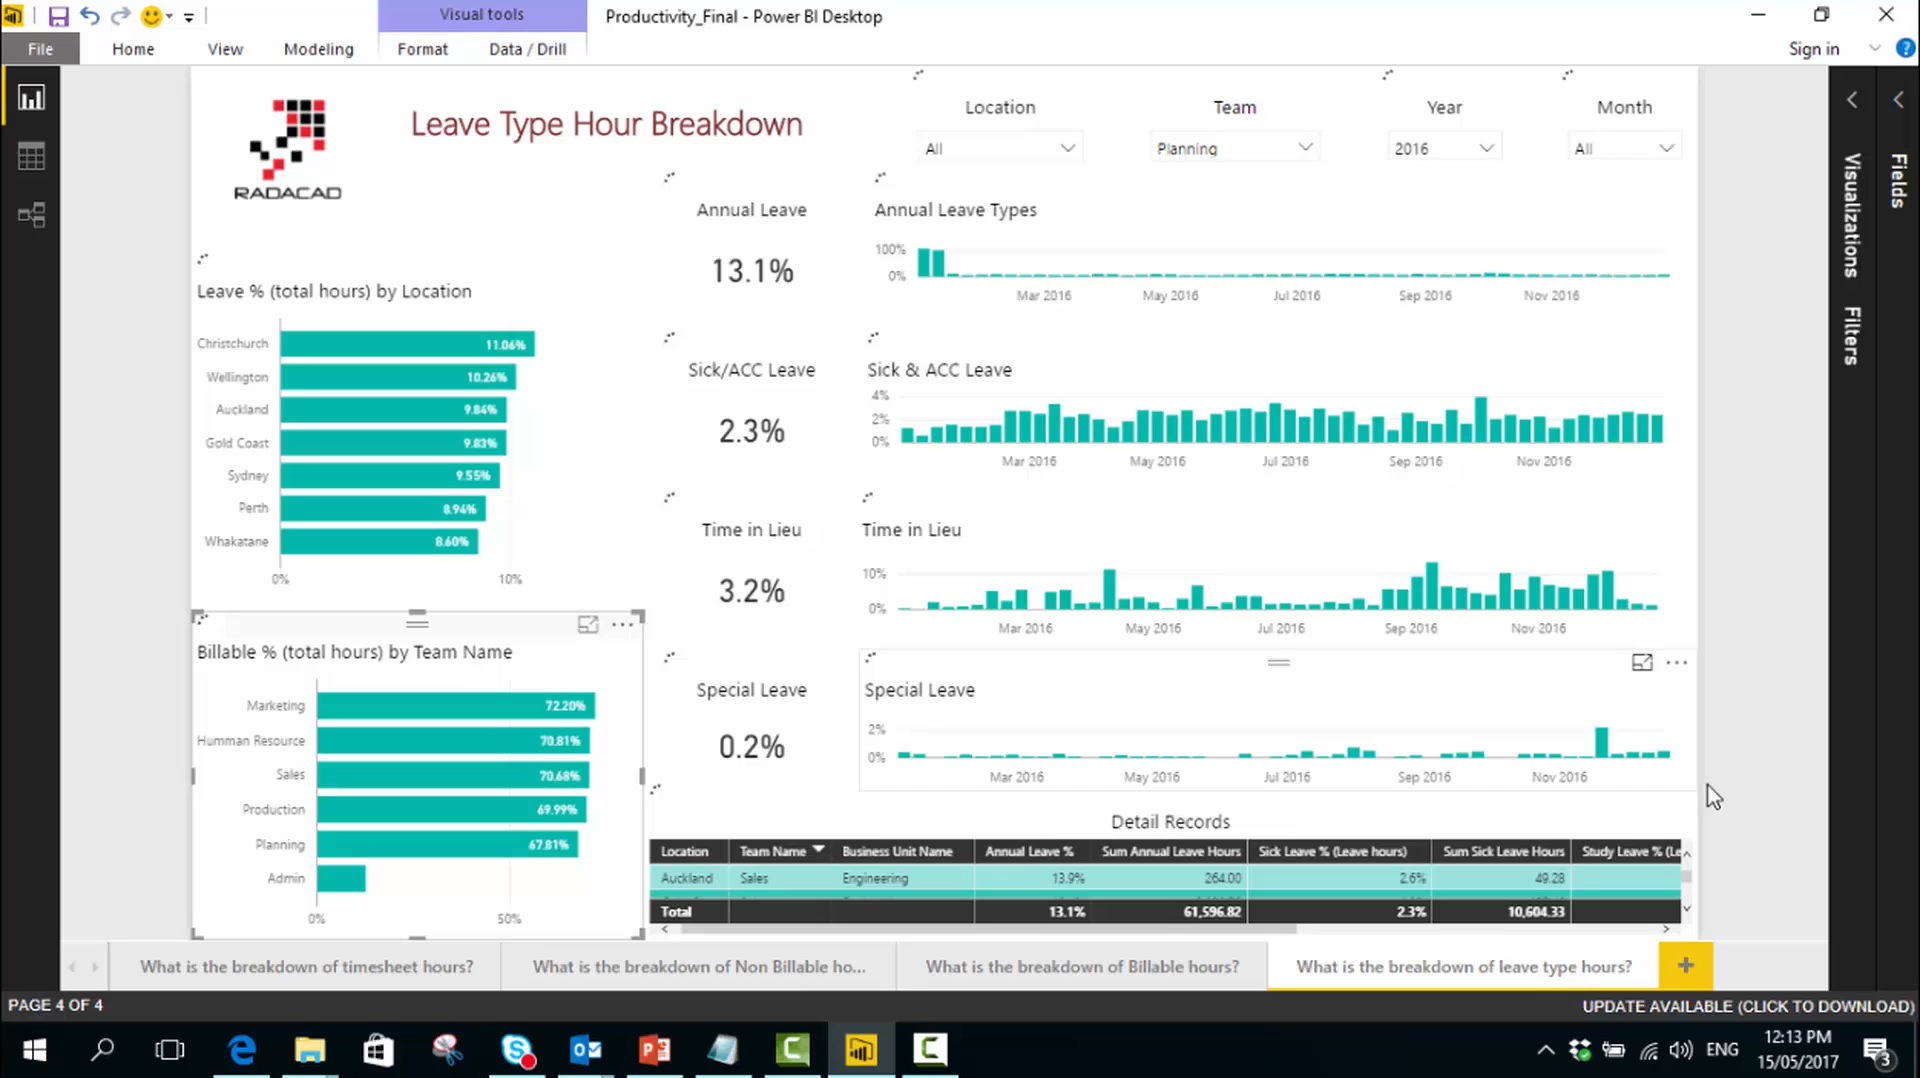 Visual tools
Productivity_Final - Power BI Desktop
File
Home
View
Modeling
Format
Data / Drill
Sign in
?
RADACAD
Leave Type Hour Breakdown
Location
All
Team
Planning
Year
2016
Month
All
Visualizations
Filters
Fields
Leave % (total hours) by Location
Christchurch 11.06%
Wellington 10.26%
Auckland 9.84%
Gold Coast 9.83%
Sydney 9.55%
Perth 8.94%
Whakatane 8.60%
0% 10%
Billable % (total hours) by Team Name
Marketing 72.20%
Humman Resource 70.81%
Sales 70.68%
Production 69.99%
Planning 67.81%
Admin
0% 50%
Annual Leave
13.1%
Sick/ACC Leave
2.3%
Time in Lieu
3.2%
Special Leave
0.2%
Annual Leave Types
100%
0%
Mar 2016 May 2016 Jul 2016 Sep 2016 Nov 2016
Sick & ACC Leave
4%
2%
0%
Mar 2016 May 2016 Jul 2016 Sep 2016 Nov 2016
Time in Lieu
10%
0%
Mar 2016 May 2016 Jul 2016 Sep 2016 Nov 2016
Special Leave
2%
0%
Mar 2016 May 2016 Jul 2016 Sep 2016 Nov 2016
Detail Records
Location Team Name Business Unit Name Annual Leave % Sum Annual Leave Hours Sick Leave % (Leave hours) Sum Sick Leave Hours Study Leave % (Le
Auckland Sales Engineering 13.9% 264.00 2.6% 49.28
Total 13.1% 61,596.82 2.3% 10,604.33
What is the breakdown of timesheet hours?
What is the breakdown of Non Billable ho...
What is the breakdown of Billable hours?
What is the breakdown of leave type hours?
+
PAGE 4 OF 4
UPDATE AVAILABLE (CLICK TO DOWNLOAD)
ENG
12:13 PM
15/05/2017
3